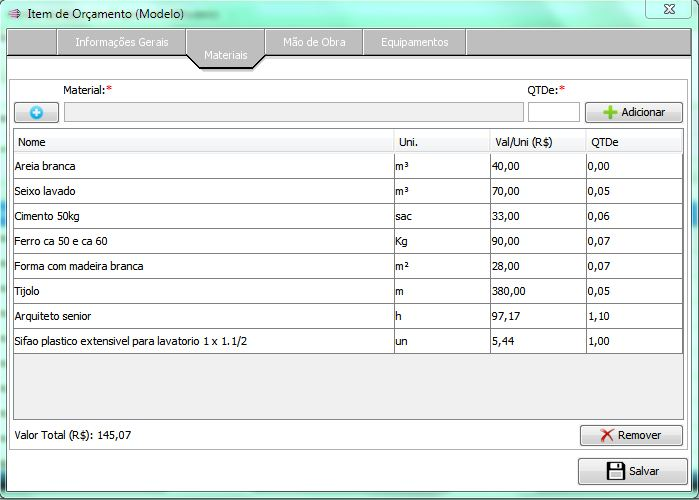 Item de Orçamento (Modelo)
Informações Gerais Materiais Mão de Obra Equipamentos
Material:* QTDe:*
Adicionar
Nome Uni. Val/Uni (R$) QTDe
Areia branca m³ 40,00 0,00
Seixo lavado m³ 70,00 0,05
Cimento 50kg sac 33,00 0,06
Ferro ca 50 e ca 60 Kg 90,00 0,07
Forma com madeira branca m² 28,00 0,07
Tijolo m 380,00 0,05
Arquiteto senior h 97,17 1,10
Sifao plastico extensivel para lavatorio 1 x 1.1/2 un 5,44 1,00
Valor Total (R$): 145,07 Remover
Salvar